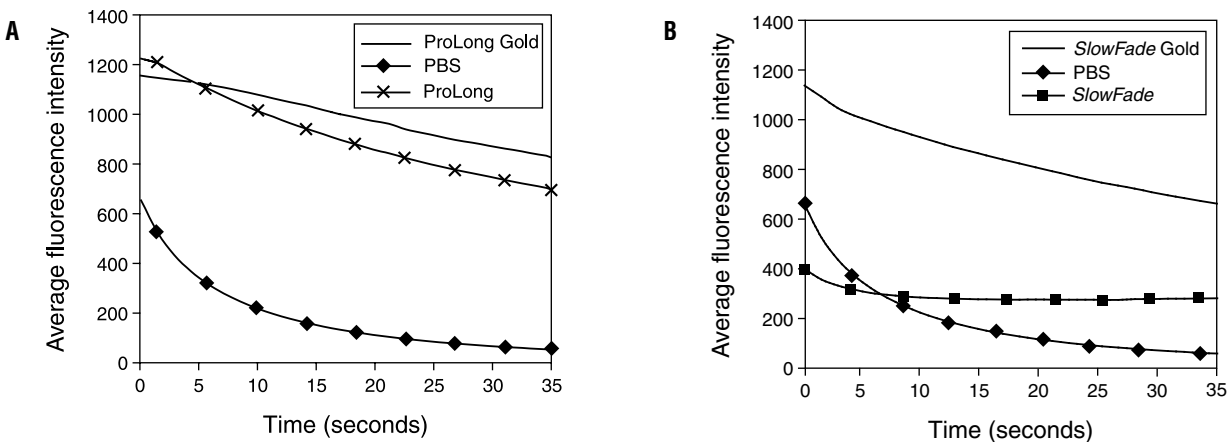 A
Average fluorescence intensity
1400
1200
1000
800
600
400
200
0
ProLong Gold
PBS
ProLong
0 5 10 15 20 25 30 35
Time (seconds)
B
Average fluorescence intensity
1400
1200
1000
800
600
400
200
0
SlowFade Gold
PBS
SlowFade
0 5 10 15 20 25 30 35
Time (seconds)